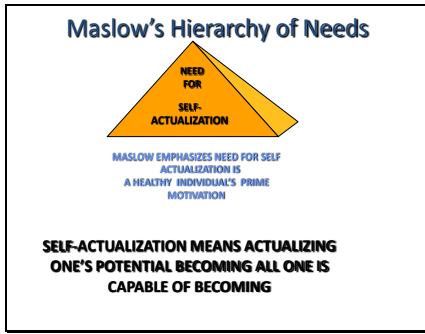 Maslow's Hierarchy of Needs
NEED
FOR
SELF-
ACTUALIZATION
MASLOW EMPHASIZES NEED FOR SELF
ACTUALIZATION IS
A HEALTHY INDIVIDUAL'S PRIME
MOTIVATION
SELF-ACTUALIZATION MEANS ACTUALIZING
ONE'S POTENTIAL BECOMING ALL ONE IS
CAPABLE OF BECOMING